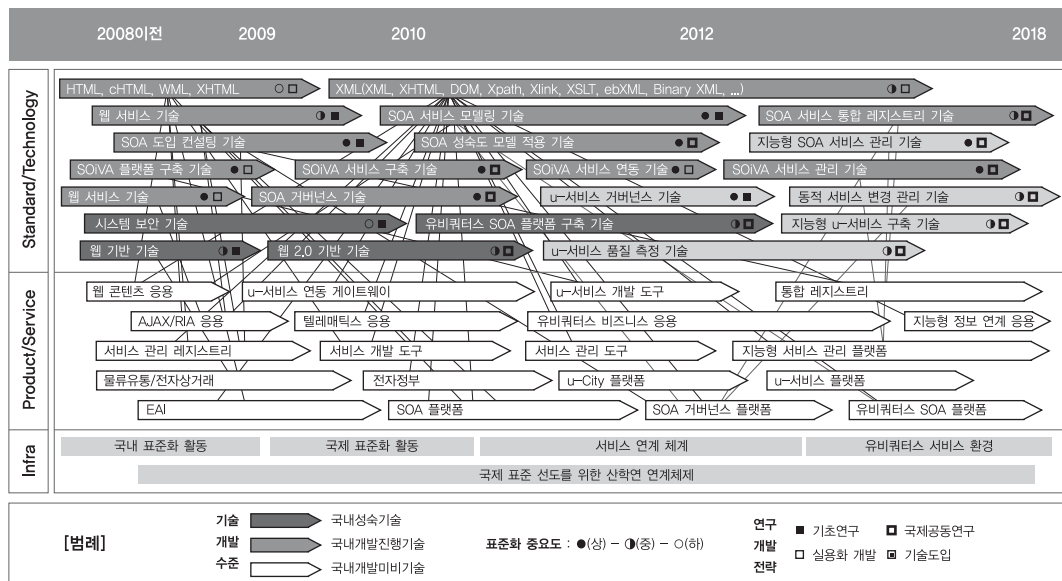 2008이전 2009 2010 2012 2018
Standard/Technology
HTML, cHTML, WML, XHTML ○□ XML(XML, XHTML, DOM, Xpath, Xlink, XSLT, ebXML, Binary XML, ...) ◑□
웹 서비스 기술 ◑■ SOA 서비스 모델링 기술 ●■ SOA 서비스 통합 레지스트리 기술
SOA 도입 컨설팅 기술 ●■ SOA 성숙도 모델 적용 기술 지능형 SOA 서비스 관리 기술
SOiVA 플랫폼 구축 기술 ●□ SOiVA 서비스 구축 기술 SOiVA 서비스 연동 기술 ●□ SOiVA 서비스 관리 기술
웹 서비스 기술 ●□ SOA 거버넌스 기술 u-서비스 거버넌스 기술 ●■ 동적 서비스 변경 관리 기술
시스템 보안 기술 ○■ 유비쿼터스 SOA 플랫폼 구축 기술 지능형 u-서비스 구축 기술
웹 기반 기술 ◑■ 웹 2.0 기반 기술 u-서비스 품질 측정 기술
Product/Service
웹 콘텐츠 응용 u-서비스 연동 게이트웨이 u-서비스 개발 도구 통합 레지스트리
AJAX/RIA 응용 텔레매틱스 응용 유비쿼터스 비즈니스 응용 지능형 정보 연계 응용
서비스 관리 레지스트리 서비스 개발 도구 서비스 관리 도구 지능형 서비스 관리 플랫폼
물류유통/전자상거래 전자정부 u-City 플랫폼 u-서비스 플랫폼
EAI SOA 플랫폼 SOA 거버넌스 플랫폼 유비쿼터스 SOA 플랫폼
Infra
국내 표준화 활동 국제 표준화 활동 서비스 연계 체계 유비쿼터스 서비스 환경
국제 표준 선도를 위한 산학연 연계체제
[범례]
기술 개발 수준
국내성숙기술
국내개발진행기술
국내개발미비기술
표준화 중요도 : ●(상) - ◑(중) - ○(하)
연구 개발 전략
■ 기초연구 국제공동연구
□ 실용화 개발 ▣ 기술도입